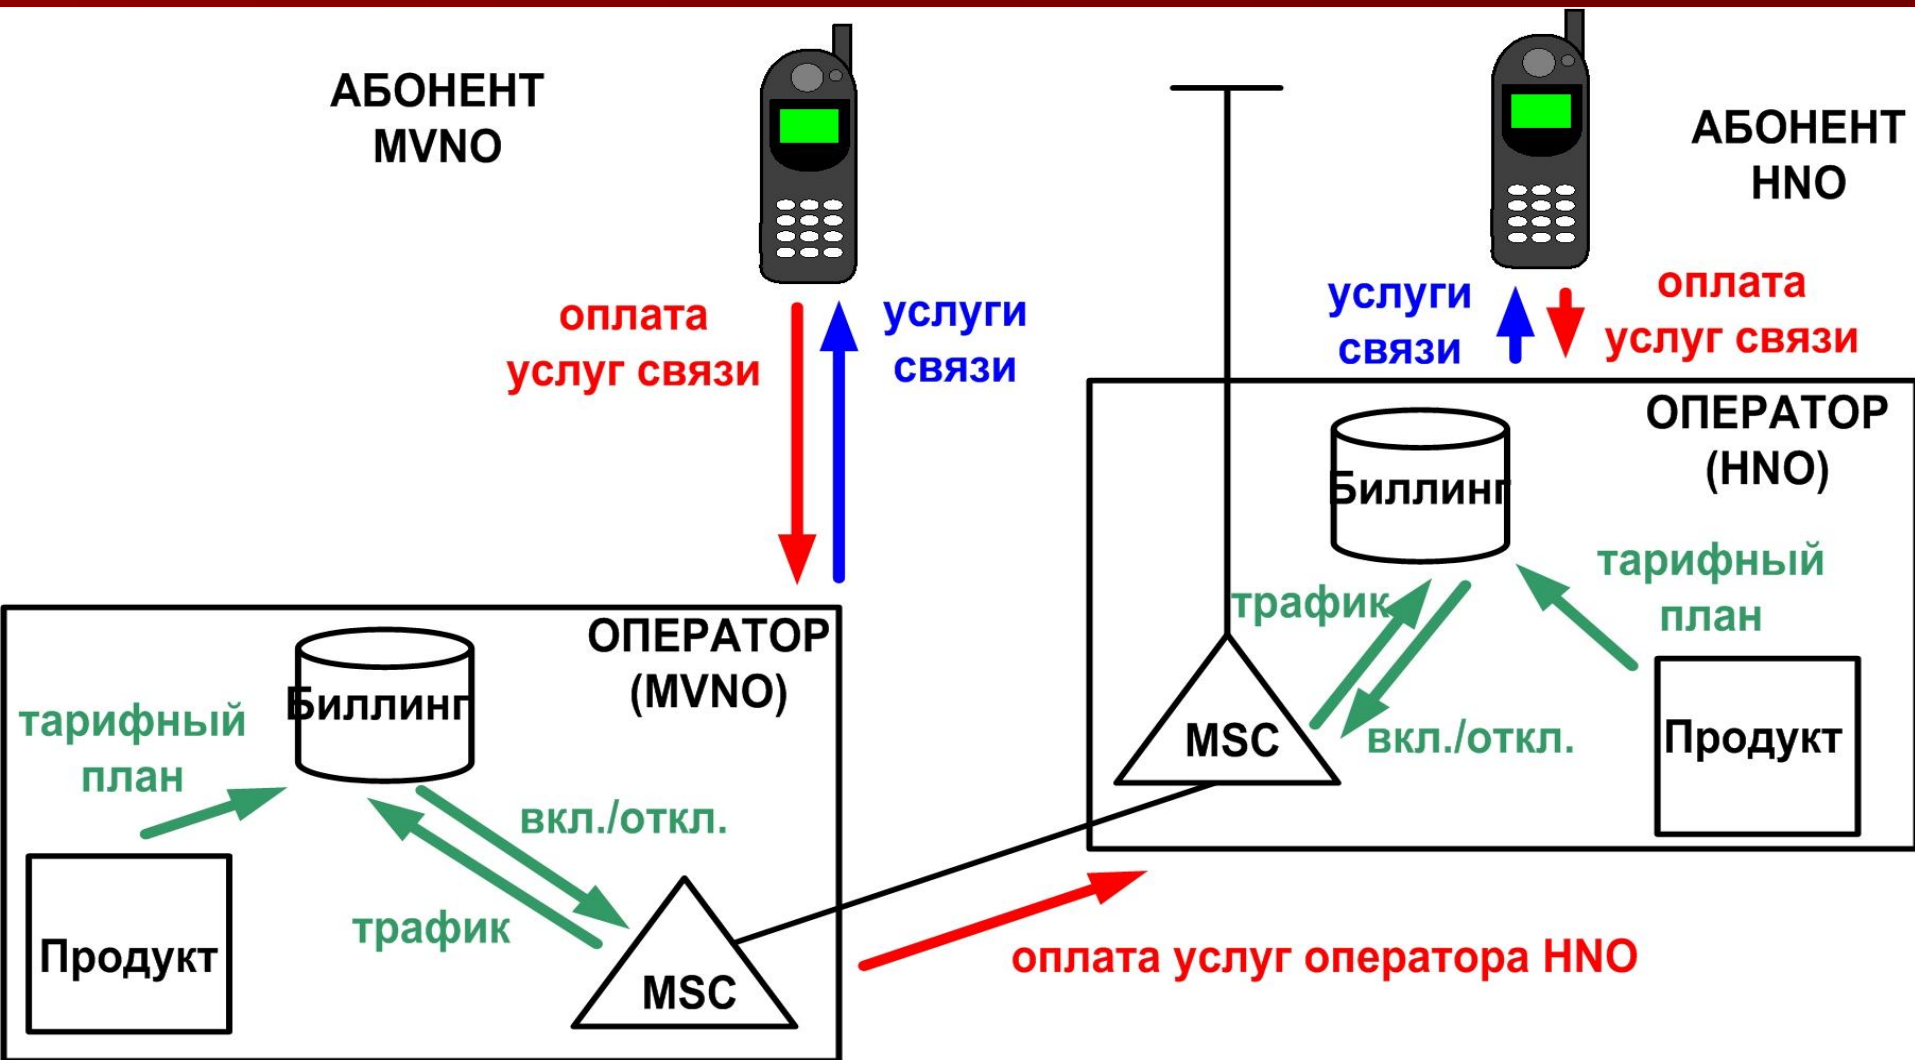 АБОНЕНТ
MVNO
АБОНЕНТ
HNO
оплата
услуг связи
услуги
связи
услуги
связи
оплата
услуг связи
ОПЕРАТОР
(HNO)
Биллинг
тарифный
план
трафик
MSC
вкл./откл.
Продукт
ОПЕРАТОР
(MVNO)
Биллинг
тарифный
план
вкл./откл.
трафик
Продукт
MSC
оплата услуг оператора HNO